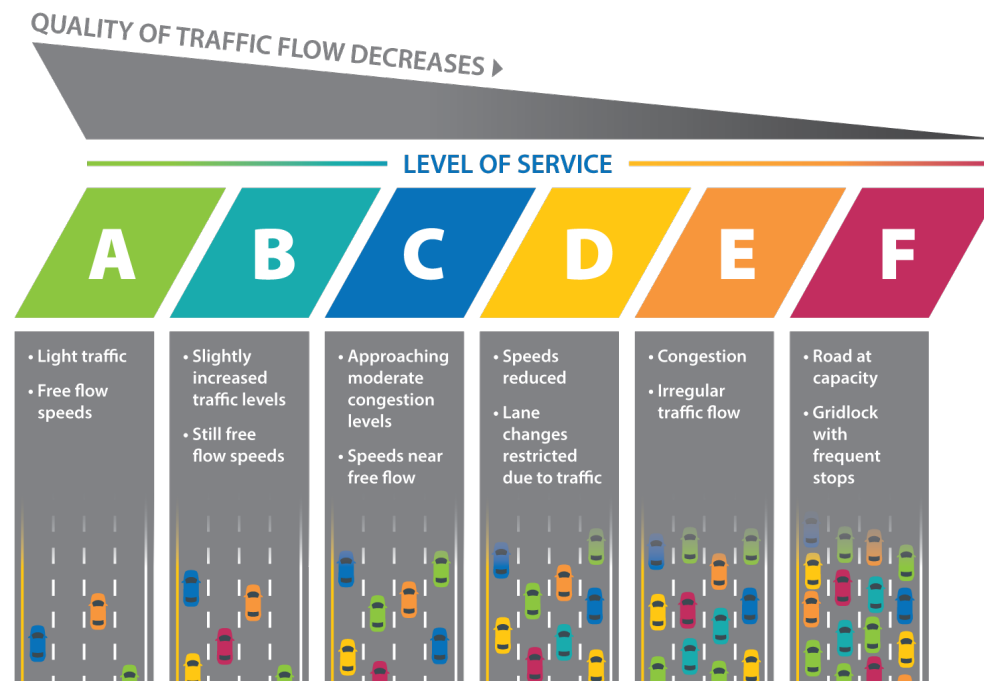 QUALITY OF TRAFFIC FLOW DECREASES
LEVEL OF SERVICE
A
B
C
D
E
F
• Light traffic
• Free flow
speeds
• Slightly
increased
traffic levels
• Still free
flow speeds
• Approaching
moderate
congestion
levels
• Speeds near
free flow
• Speeds
reduced
• Lane
changes
restricted
due to traffic
• Congestion
• Irregular
traffic flow
• Road at
capacity
• Gridlock
with
frequent
stops